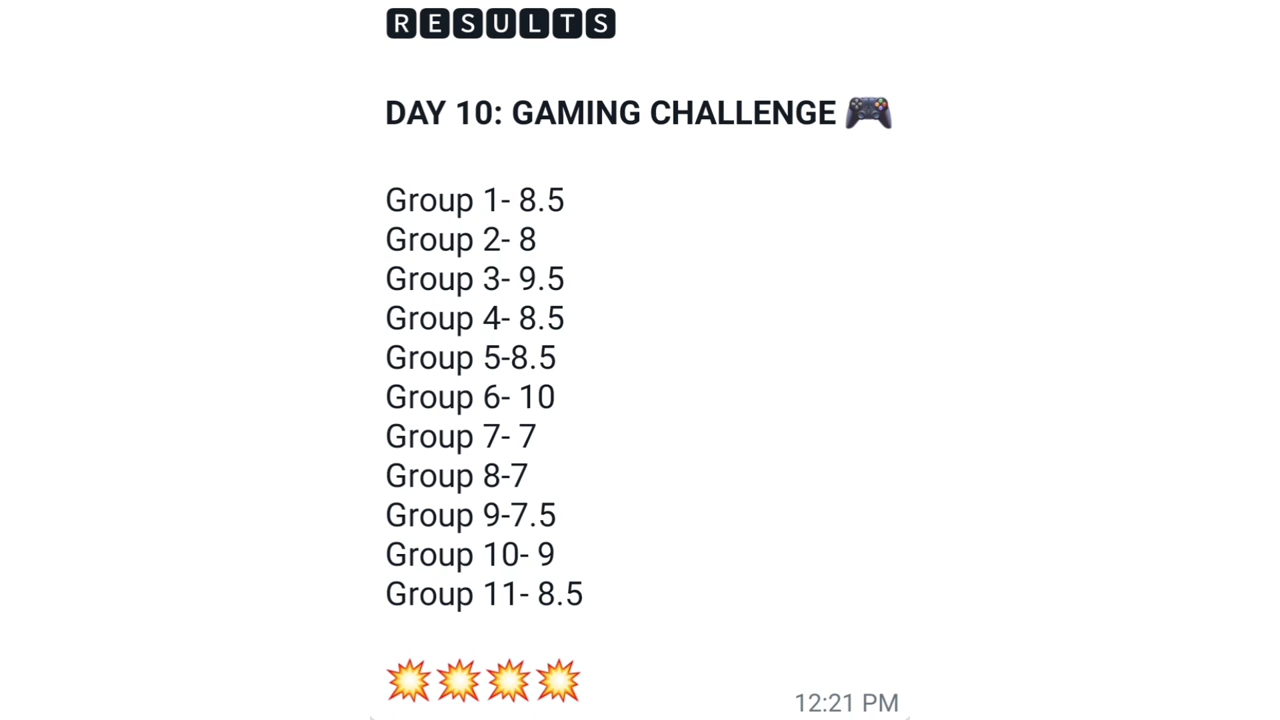 RESULTS
DAY 10: GAMING CHALLENGE 🎮
Group 1- 8.5
Group 2- 8
Group 3- 9.5
Group 4- 8.5
Group 5-8.5
Group 6- 10
Group 7- 7
Group 8-7
Group 9-7.5
Group 10- 9
Group 11- 8.5
💥💥💥💥
12:21 PM